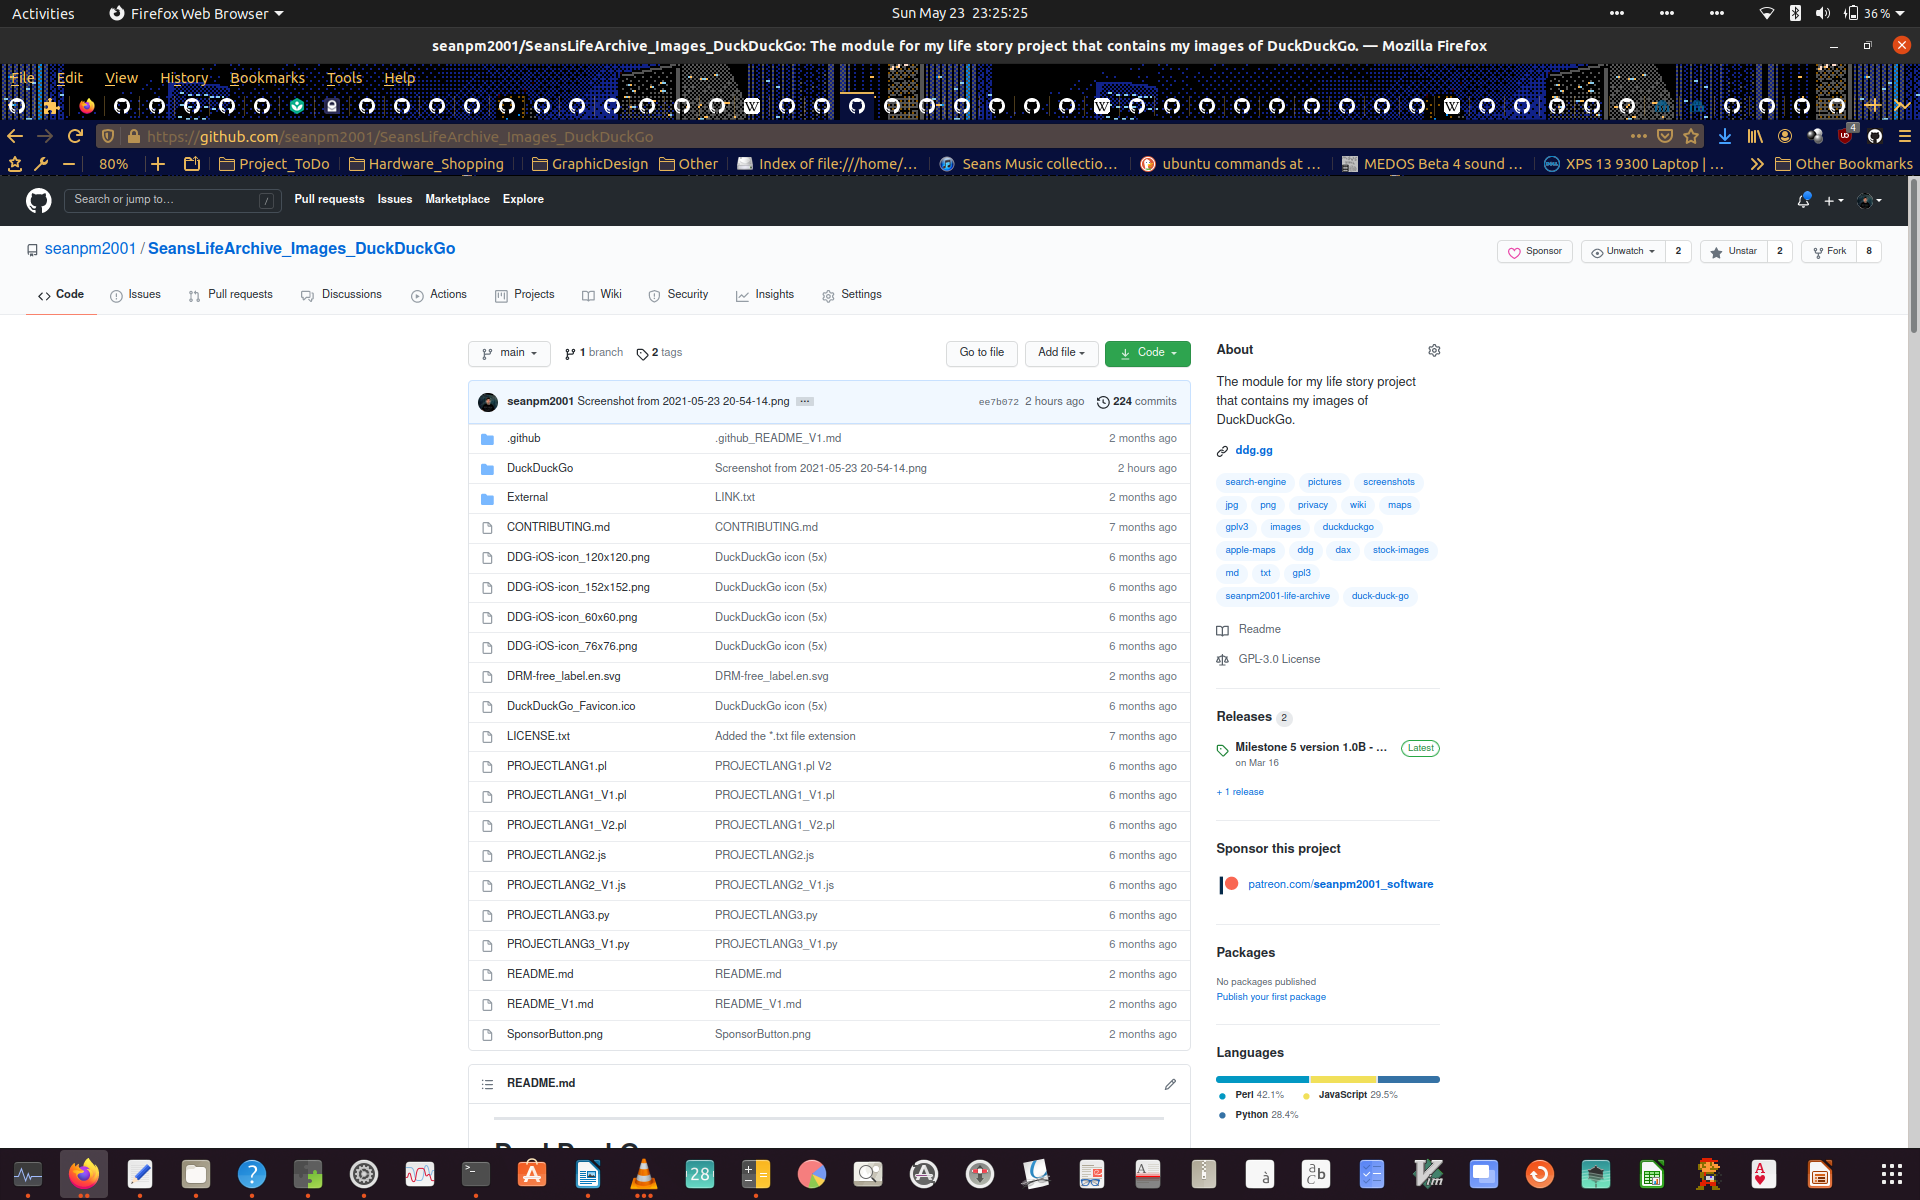 Activities Firefox Web Browser Sun May 23 23:25:25 36 %
seanpm2001/SeansLifeArchive_Images_DuckDuckGo: The module for my life story project that contains my images of DuckDuckGo. — Mozilla Firefox
File Edit View History Bookmarks Tools Help
https://github.com/seanpm2001/SeansLifeArchive_Images_DuckDuckGo 4
80% Project_ToDo Hardware_Shopping GraphicDesign Other Index of file:///home/... Seans Music collectio... ubuntu commands at ... MEDOS Beta 4 sound ... XPS 13 9300 Laptop | ... Other Bookmarks
Search or jump to... / Pull requests Issues Marketplace Explore
seanpm2001 / SeansLifeArchive_Images_DuckDuckGo Sponsor Unwatch 2 Unstar 2 Fork 8
Code Issues Pull requests Discussions Actions Projects Wiki Security Insights Settings
main 1 branch 2 tags Go to file Add file Code
seanpm2001 Screenshot from 2021-05-23 20-54-14.png ... ee7b072 2 hours ago 224 commits
.github .github_README_V1.md 2 months ago
DuckDuckGo Screenshot from 2021-05-23 20-54-14.png 2 hours ago
External LINK.txt 2 months ago
CONTRIBUTING.md CONTRIBUTING.md 7 months ago
DDG-iOS-icon_120x120.png DuckDuckGo icon (5x) 6 months ago
DDG-iOS-icon_152x152.png DuckDuckGo icon (5x) 6 months ago
DDG-iOS-icon_60x60.png DuckDuckGo icon (5x) 6 months ago
DDG-iOS-icon_76x76.png DuckDuckGo icon (5x) 6 months ago
DRM-free_label.en.svg DRM-free_label.en.svg 2 months ago
DuckDuckGo_Favicon.ico DuckDuckGo icon (5x) 6 months ago
LICENSE.txt Added the *.txt file extension 7 months ago
PROJECTLANG1.pl PROJECTLANG1.pl V2 6 months ago
PROJECTLANG1_V1.pl PROJECTLANG1_V1.pl 6 months ago
PROJECTLANG1_V2.pl PROJECTLANG1_V2.pl 6 months ago
PROJECTLANG2.js PROJECTLANG2.js 6 months ago
PROJECTLANG2_V1.js PROJECTLANG2_V1.js 6 months ago
PROJECTLANG3.py PROJECTLANG3.py 6 months ago
PROJECTLANG3_V1.py PROJECTLANG3_V1.py 6 months ago
README.md README.md 2 months ago
README_V1.md README_V1.md 2 months ago
SponsorButton.png SponsorButton.png 2 months ago
README.md
About
The module for my life story project
that contains my images of
DuckDuckGo.
ddg.gg
search-engine pictures screenshots
jpg png privacy wiki maps
gplv3 images duckduckgo
apple-maps ddg dax stock-images
md txt gpl3
seanpm2001-life-archive duck-duck-go
Readme
GPL-3.0 License
Releases 2
Milestone 5 version 1.0B - ... Latest
on Mar 16
+ 1 release
Sponsor this project
patreon.com/seanpm2001_software
Packages
No packages published
Publish your first package
Languages
Perl 42.1% JavaScript 29.5%
Python 28.4%
28